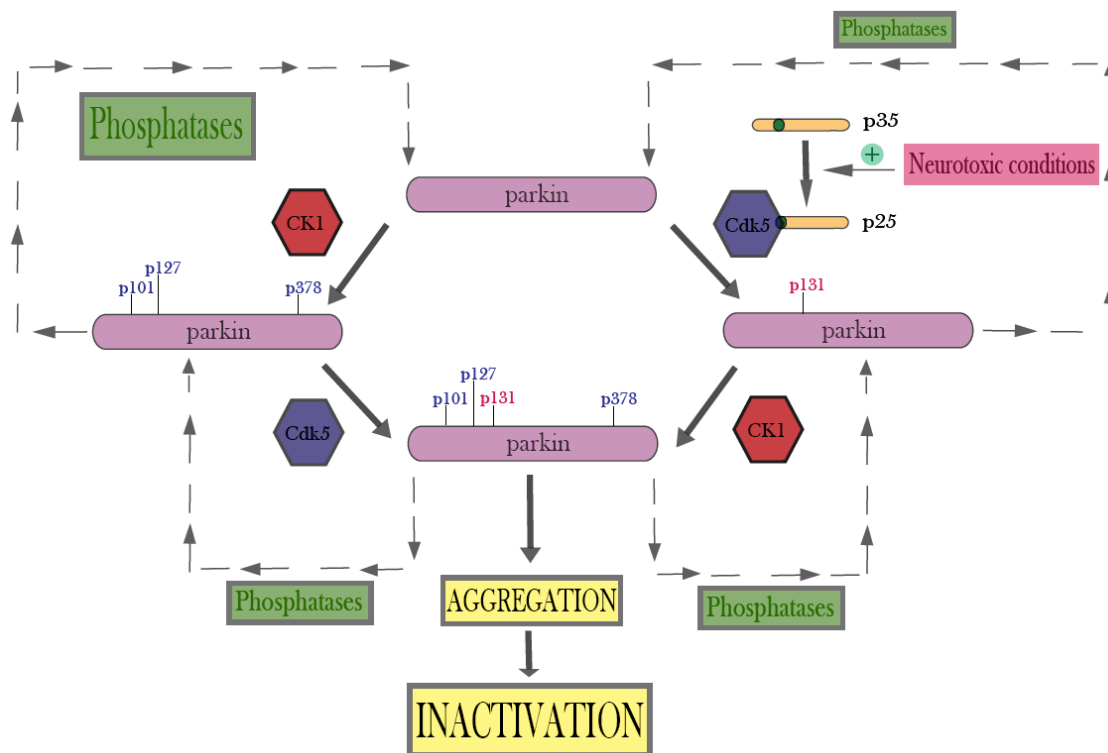 Phosphatases
Phosphatases
p35
+
Neurotoxic conditions
parkin
CK1
Cdk5
p25
p127
p101
p378
p131
parkin
parkin
p127
p101
p131
p378
Cdk5
parkin
CK1
Phosphatases
AGGREGATION
Phosphatases
INACTIVATION